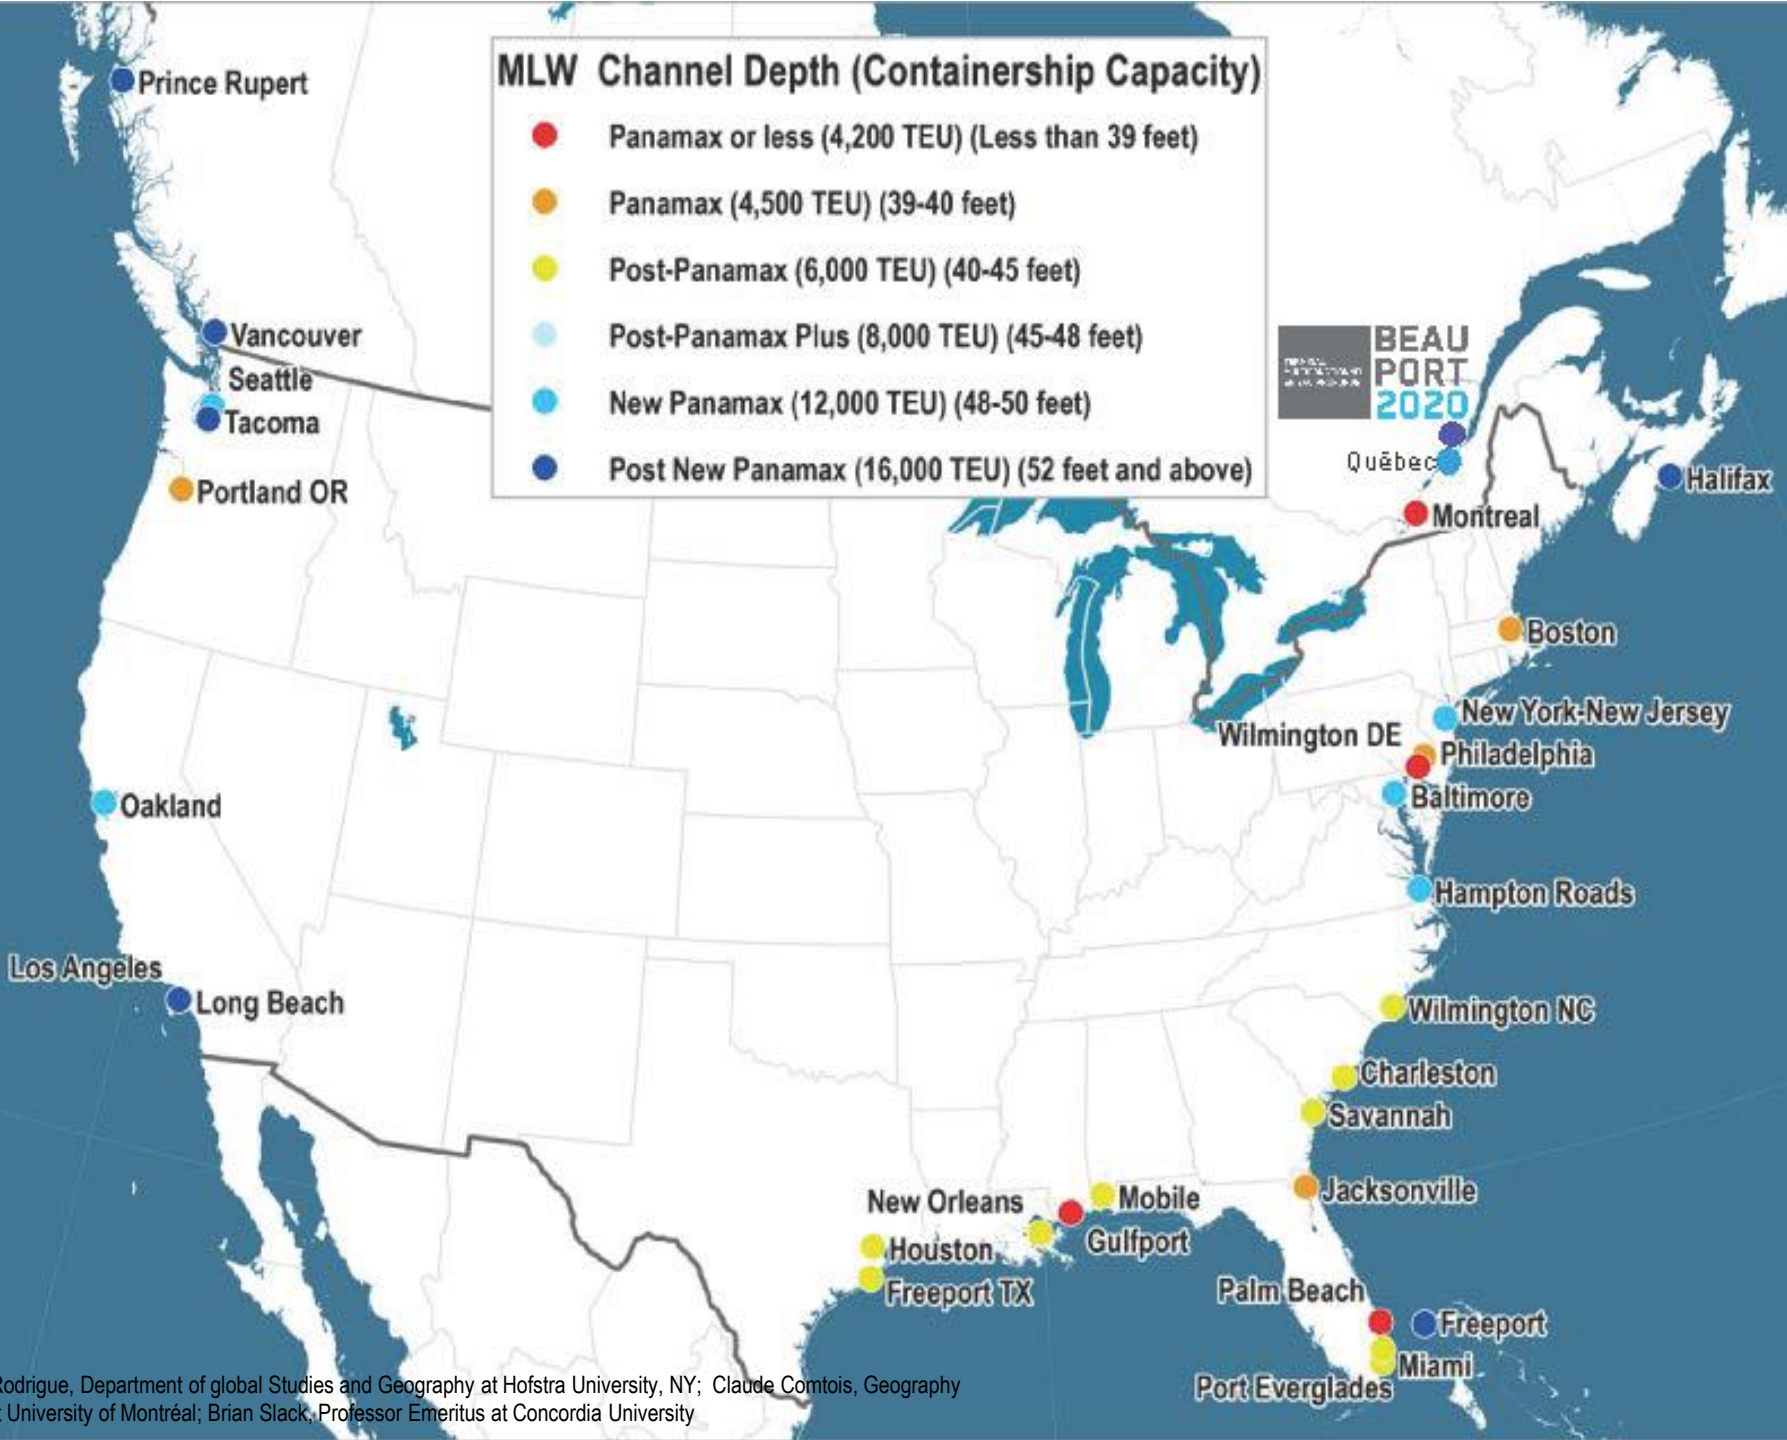 MLW Channel Depth (Containership Capacity)
Panamax or less (4,200 TEU) (Less than 39 feet)
Panamax (4,500 TEU) (39-40 feet)
Post-Panamax (6,000 TEU) (40-45 feet)
Post-Panamax Plus (8,000 TEU) (45-48 feet)
New Panamax (12,000 TEU) (48-50 feet)
Post New Panamax (16,000 TEU) (52 feet and above)
Prince Rupert
Vancouver
Seattle
Tacoma
Portland OR
BEAU
PORT
2020
Québec
Halifax
Montreal
Boston
New York-New Jersey
Wilmington DE
Philadelphia
Baltimore
Oakland
Hampton Roads
Los Angeles
Long Beach
Wilmington NC
Charleston
Savannah
Jacksonville
New Orleans
Mobile
Gulfport
Houston
Freeport TX
Palm Beach
Freeport
Miami
Port Everglades
Rodrigue, Department of global Studies and Geography at Hofstra University, NY; Claude Comtois, Geography
University of Montréal; Brian Slack, Professor Emeritus at Concordia University